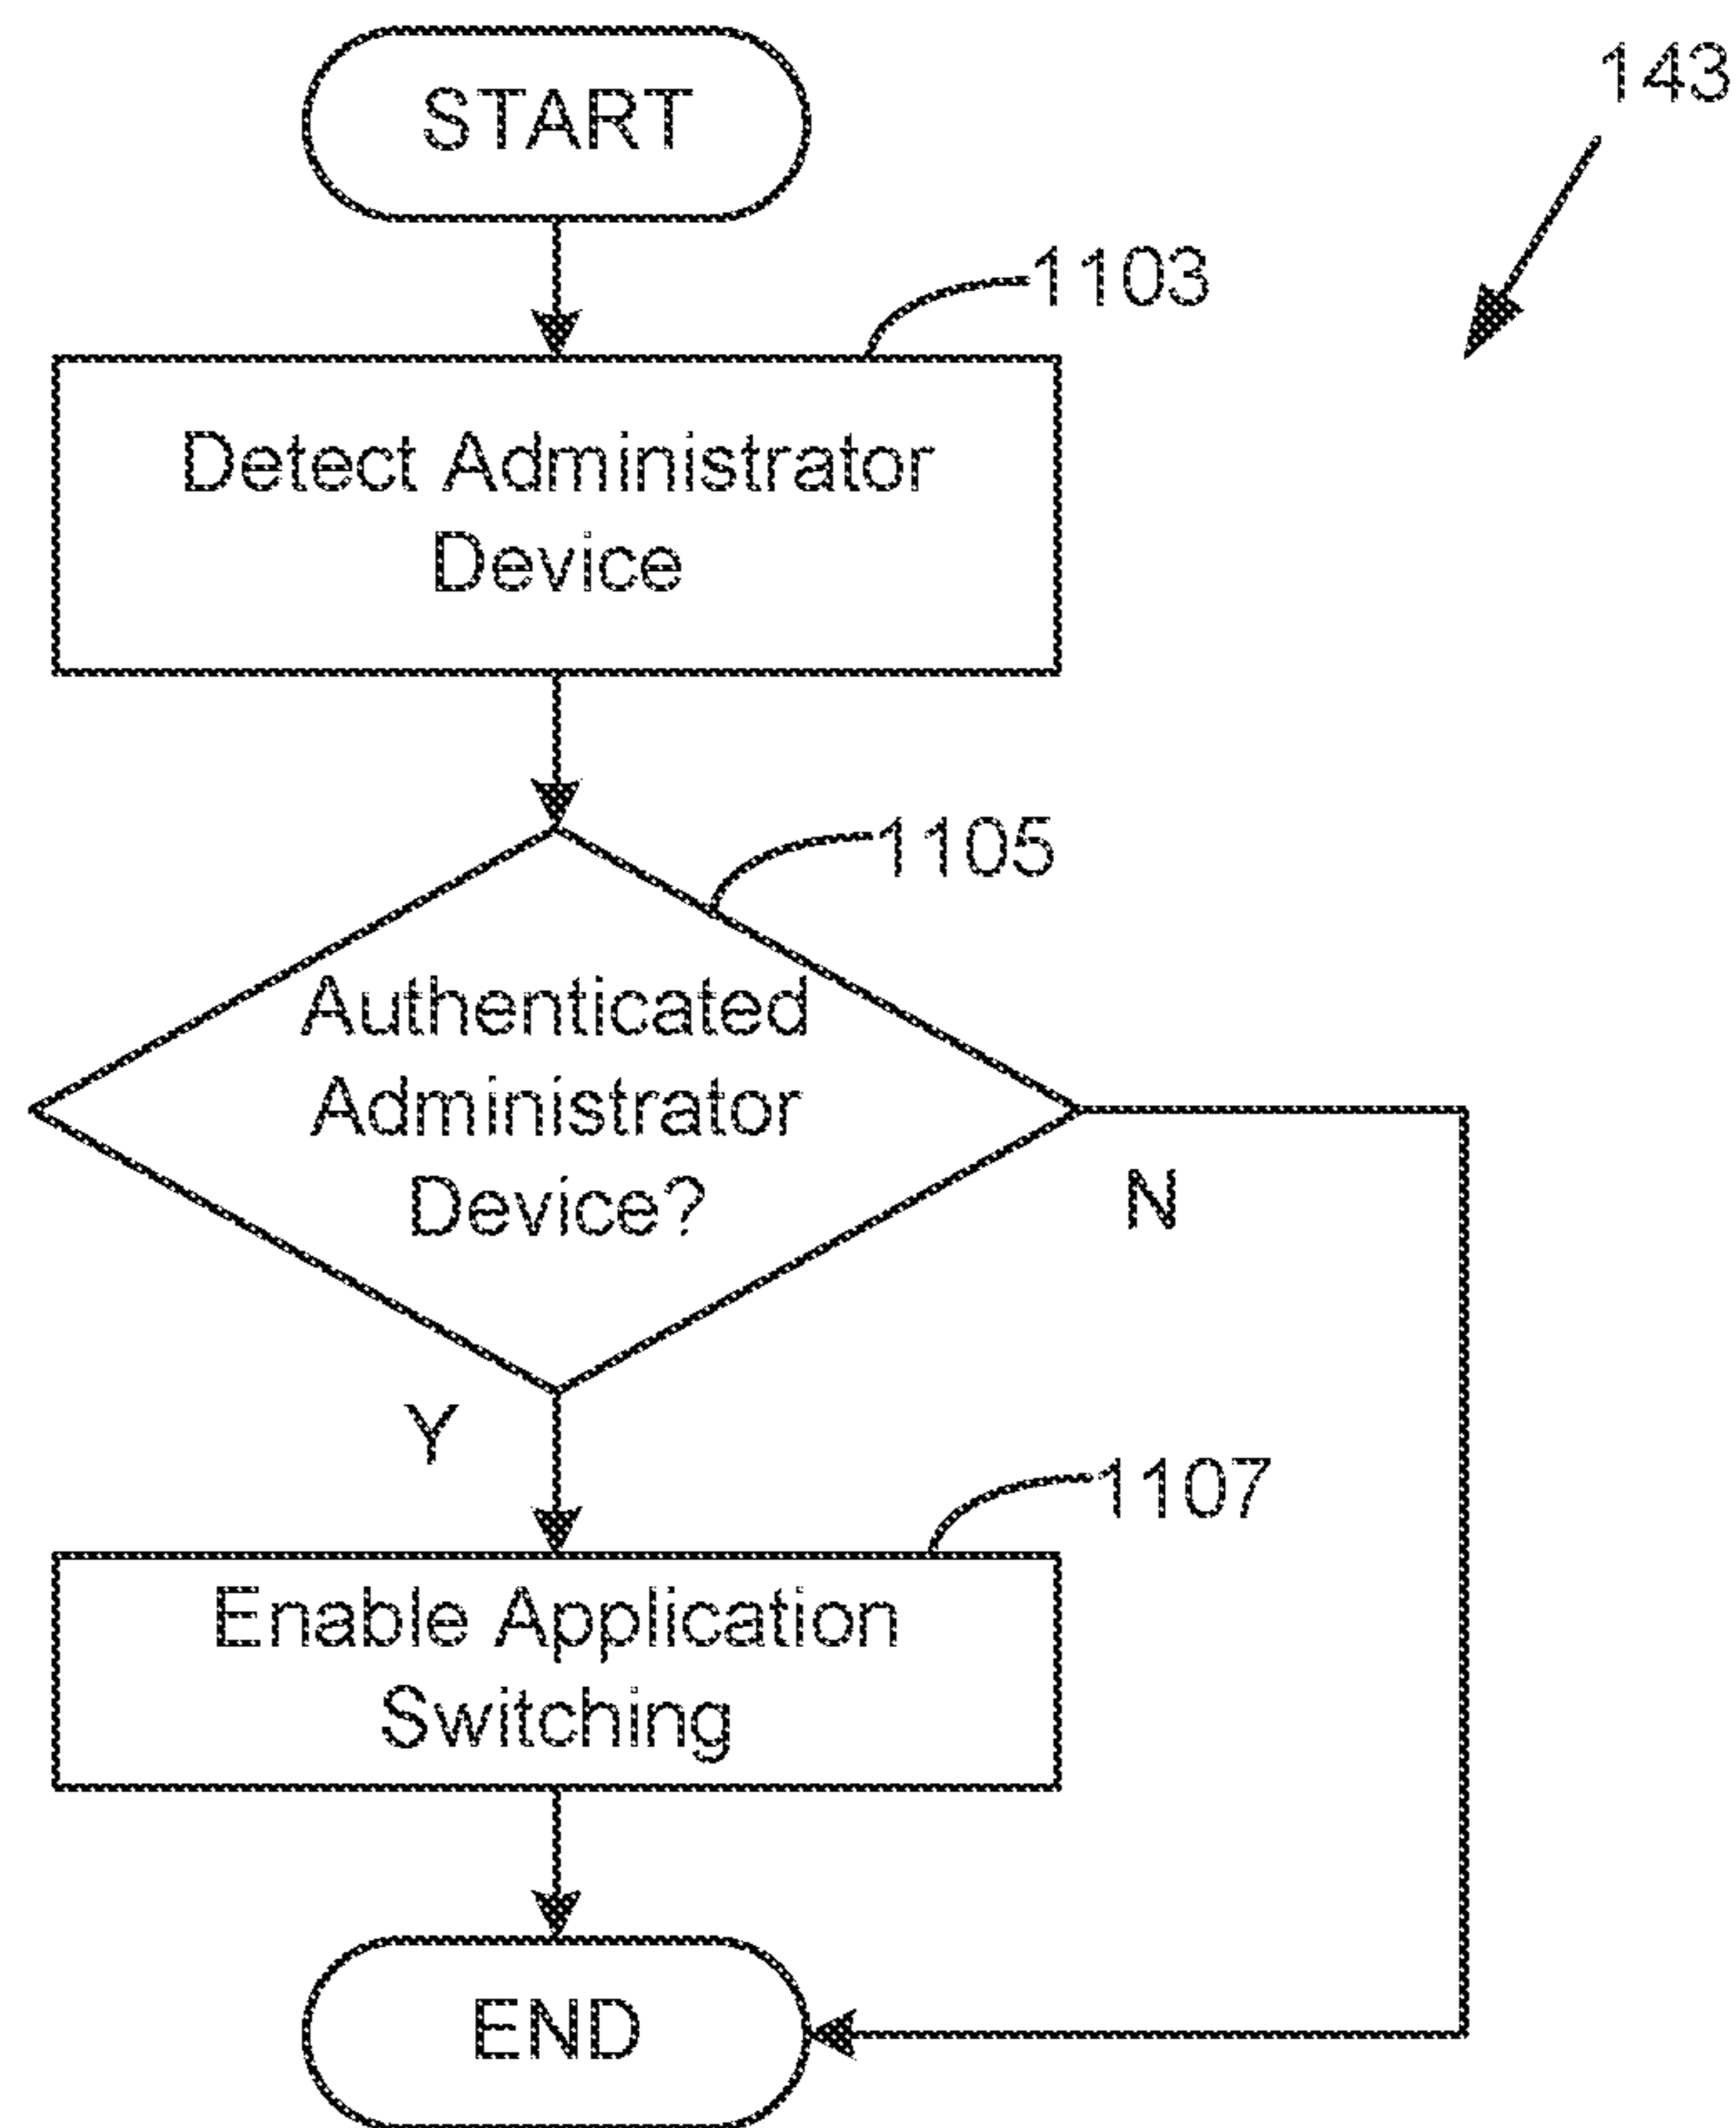 START
143
1103
Detect Administrator
Device
1105
Authenticated
Administrator
Device?
N
Y
1107
Enable Application
Switching
END